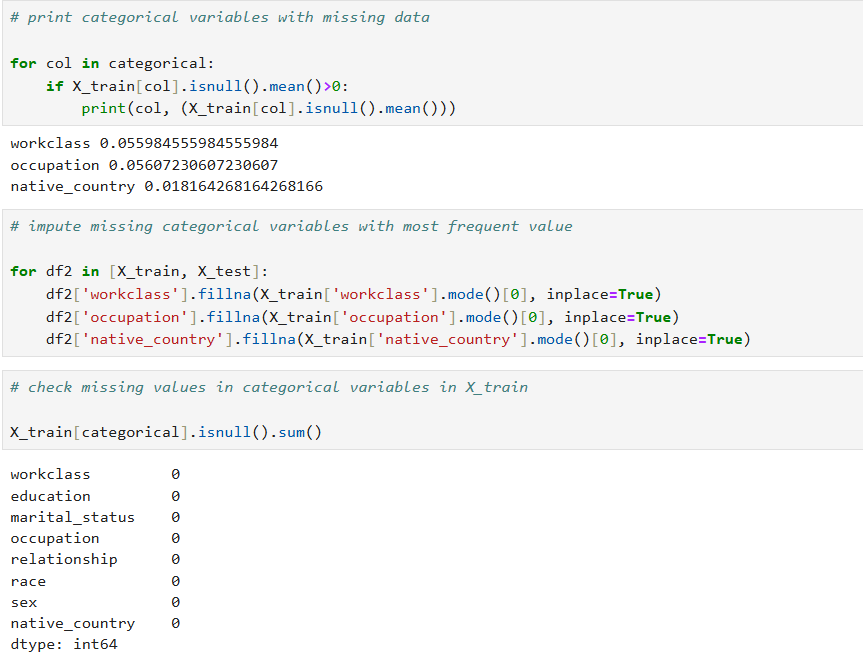 # print categorical variables with missing data
for col in categorical:
    if X_train[col].isnull().mean()>0:
        print(col, (X_train[col].isnull().mean()))
workclass 0.055984555984555984
occupation 0.05607230607230607
native_country 0.018164268164268166
# impute missing categorical variables with most frequent value
for df2 in [X_train, X_test]:
    df2['workclass'].fillna(X_train['workclass'].mode()[0], inplace=True)
    df2['occupation'].fillna(X_train['occupation'].mode()[0], inplace=True)
    df2['native_country'].fillna(X_train['native_country'].mode()[0], inplace=True)
# check missing values in categorical variables in X_train
X_train[categorical].isnull().sum()
workclass         0
education         0
marital_status    0
occupation        0
relationship      0
race              0
sex               0
native_country    0
dtype: int64